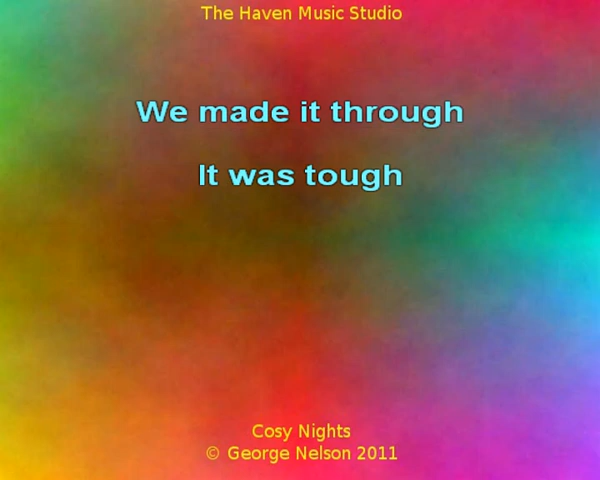 The Haven Music Studio
We made it through
It was tough
Cosy Nights
© George Nelson 2011